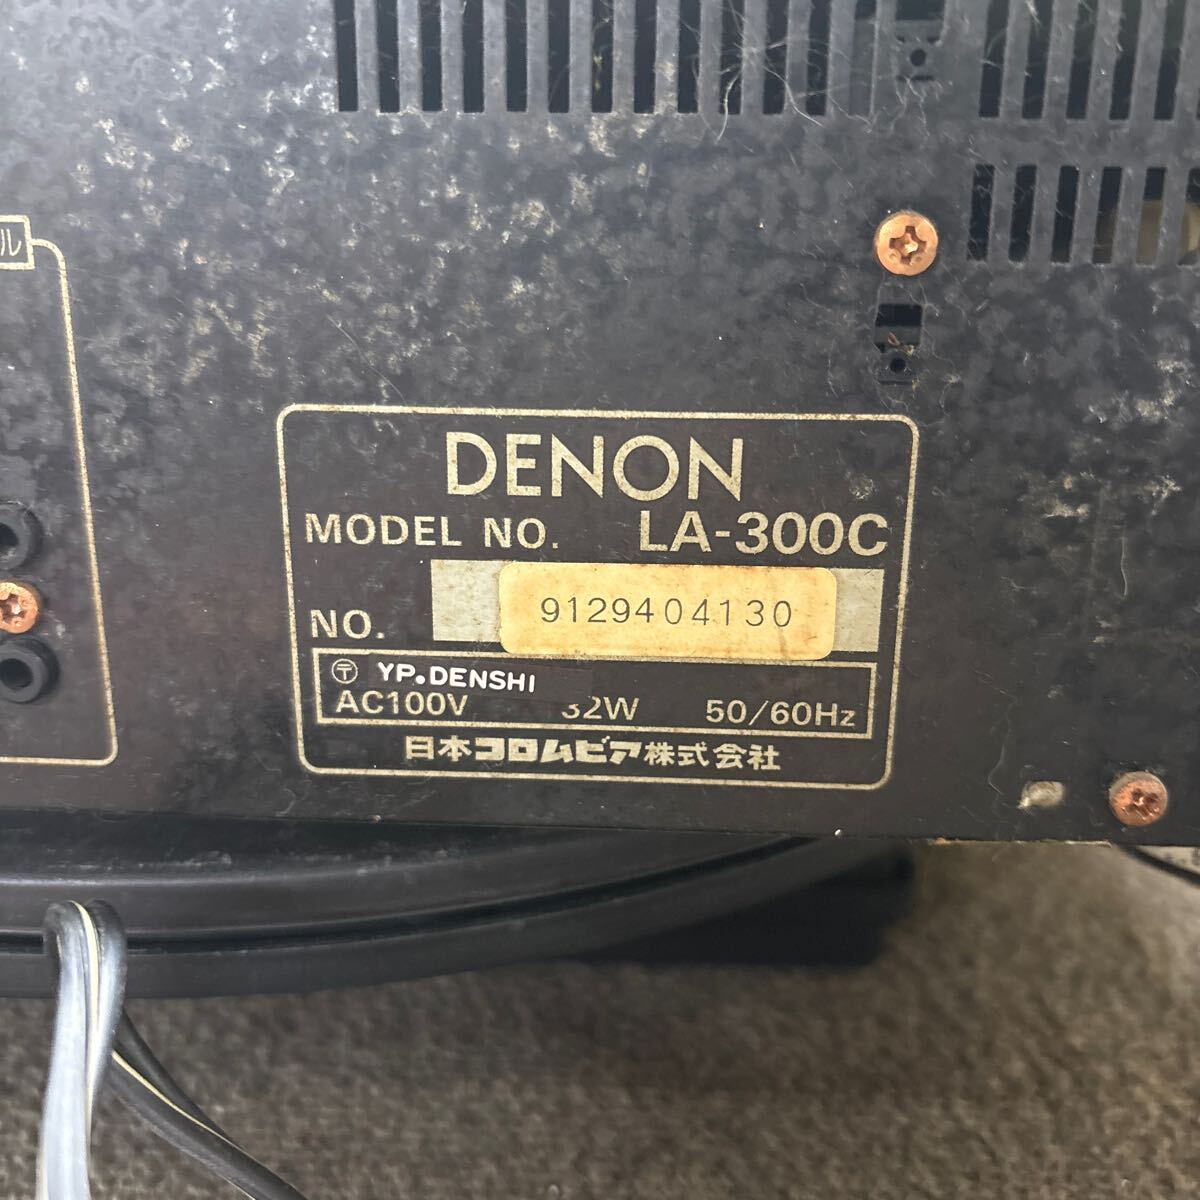 ル
DENON
MODEL NO. LA-300C
NO. 9129404130
〒 YP.DENSHI
AC100V 32W 50/60Hz
日本コロムビア株式会社